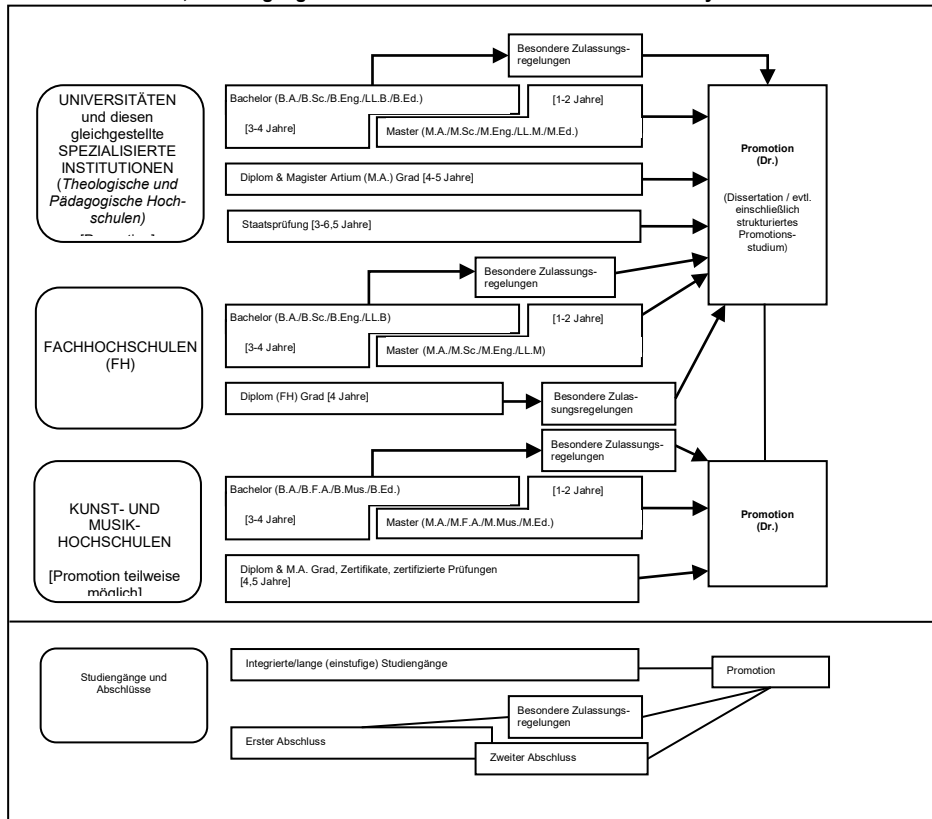 Besondere Zulassungs-
regelungen
UNIVERSITÄTEN
und diesen
gleichgestellte
SPEZIALISIERTE
INSTITUTIONEN
(Theologische und
Pädagogische Hoch-
schulen)
Bachelor (B.A./B.Sc./B.Eng./LL.B./B.Ed.)
[3-4 Jahre]
[1-2 Jahre]
Master (M.A./M.Sc./M.Eng./LL.M./M.Ed.)
Diplom & Magister Artium (M.A.) Grad [4-5 Jahre]
Staatsprüfung [3-6,5 Jahre]
Promotion
(Dr.)
(Dissertation / evtl.
einschließlich
strukturiertes
Promotions-
studium)
Besondere Zulassungs-
regelungen
FACHHOCHSCHULEN
(FH)
Bachelor (B.A./B.Sc./B.Eng./LL.B)
[3-4 Jahre]
[1-2 Jahre]
Master (M.A./M.Sc./M.Eng./LL.M)
Diplom (FH) Grad [4 Jahre]
Besondere Zulas-
sungsregelungen
Besondere Zulassungs-
regelungen
KUNST- UND
MUSIK-
HOCHSCHULEN
[Promotion teilweise
möglich]
Bachelor (B.A./B.F.A./B.Mus./B.Ed.)
[3-4 Jahre]
[1-2 Jahre]
Master (M.A./M.F.A./M.Mus./M.Ed.)
Diplom & M.A. Grad, Zertifikate, zertifizierte Prüfungen
[4,5 Jahre]
Promotion
(Dr.)
Studiengänge und
Abschlüsse
Integrierte/lange (einstufige) Studiengänge
Promotion
Besondere Zulassungs-
regelungen
Erster Abschluss
Zweiter Abschluss